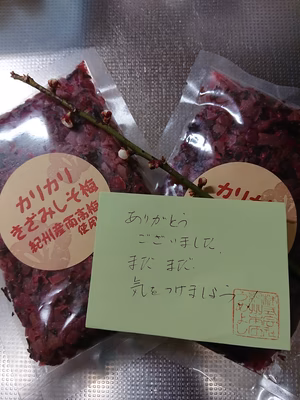 カリカリ
きざみしそ梅
紀州産南高梅
使用
カリカリ
ありがとう
ございました
まだ まだ
気をつけましょう